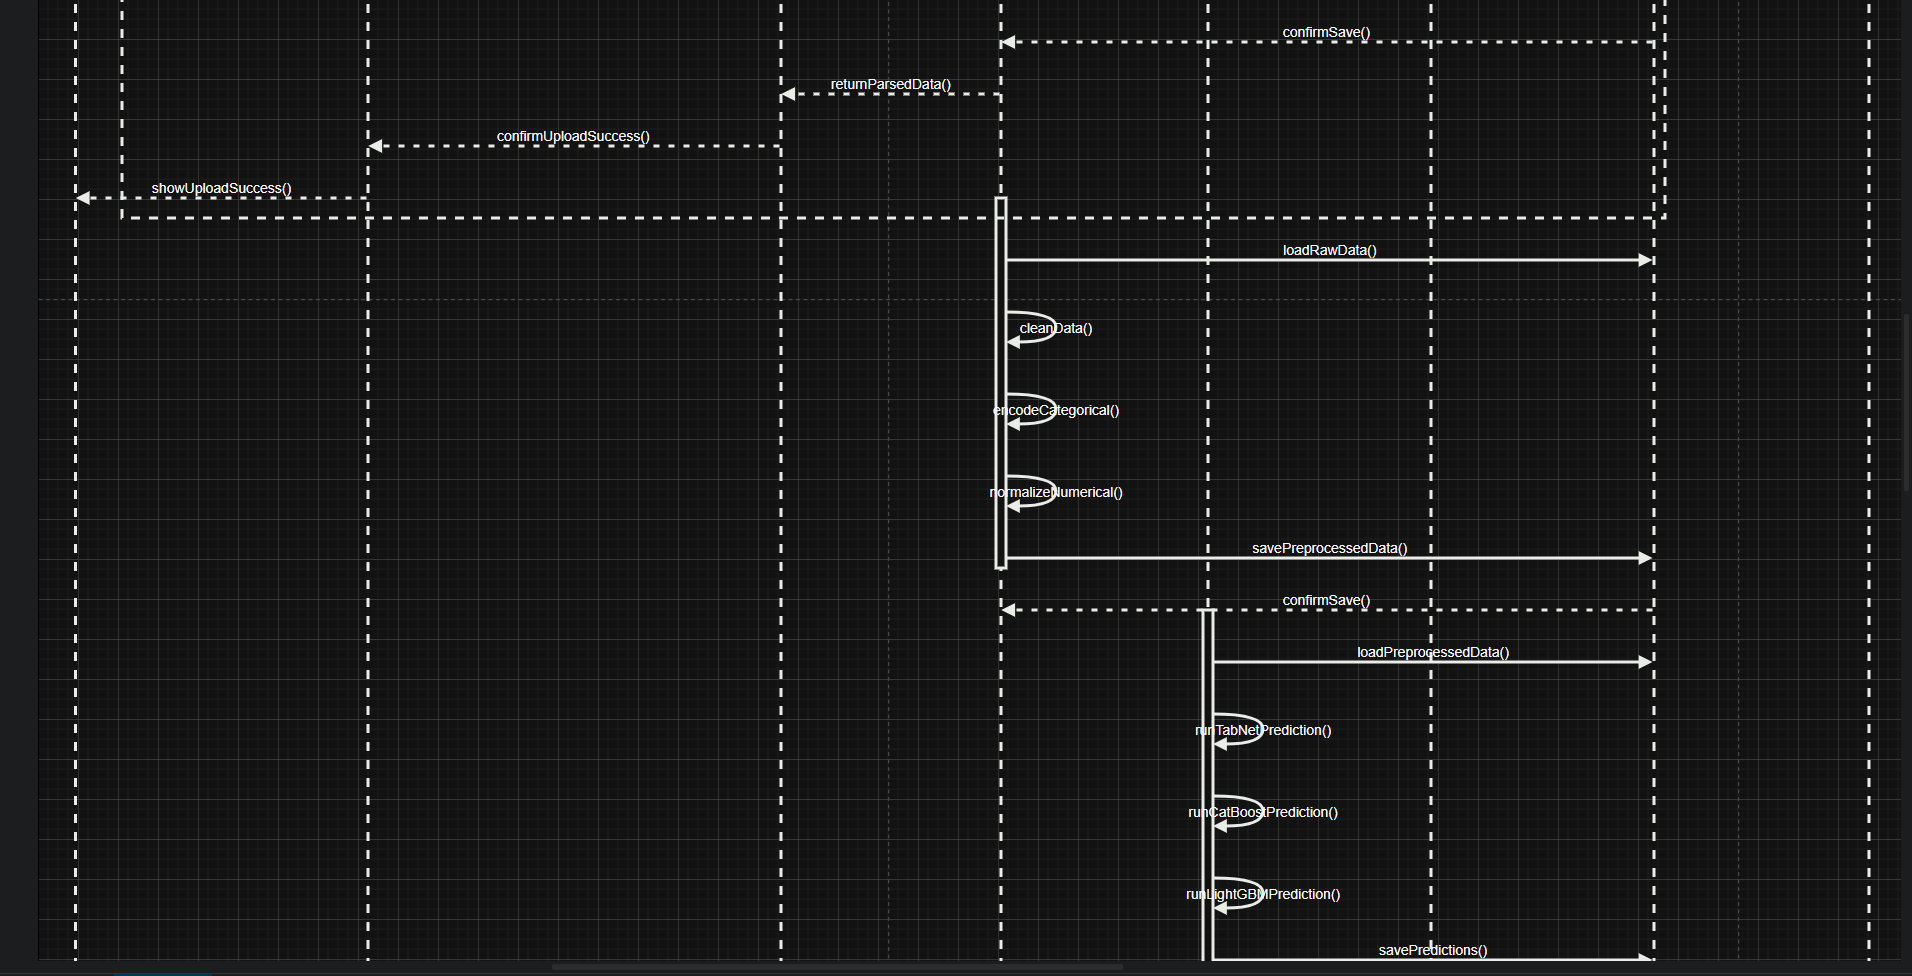 confirmSave()
returnParsedData()
confirmUploadSuccess()
showUploadSuccess()
loadRawData()
cleanData()
encodeCategorical()
normalizeNumerical()
savePreprocessedData()
confirmSave()
loadPreprocessedData()
runTabNetPrediction()
runCatBoostPrediction()
runLightGBMPrediction()
savePredictions()